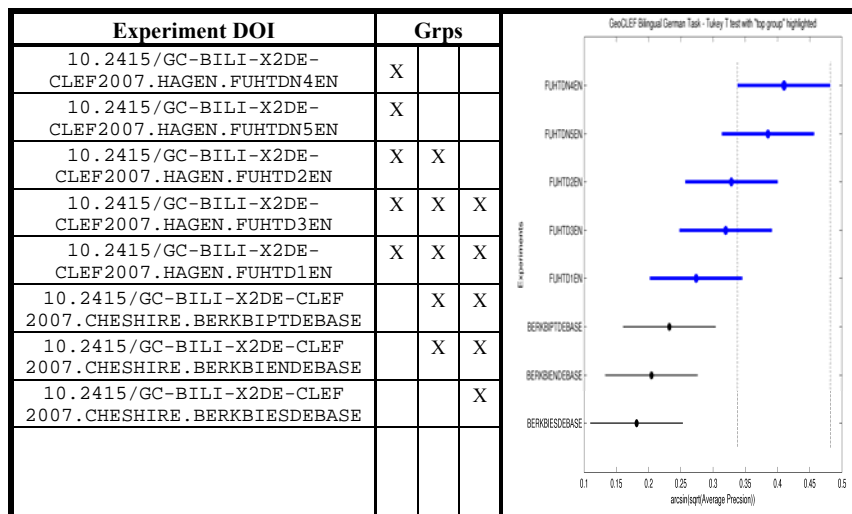 Experiment DOI Grps
10.2415/GC-BILI-X2DE-
CLEF2007.HAGEN.FUHTDN4EN X
10.2415/GC-BILI-X2DE-
CLEF2007.HAGEN.FUHTDN5EN X
10.2415/GC-BILI-X2DE-
CLEF2007.HAGEN.FUHTD2EN X X
10.2415/GC-BILI-X2DE-
CLEF2007.HAGEN.FUHTD3EN X X X
10.2415/GC-BILI-X2DE-
CLEF2007.HAGEN.FUHTD1EN X X X
10.2415/GC-BILI-X2DE-CLEF
2007.CHESHIRE.BERKBIPTDEBASE X X
10.2415/GC-BILI-X2DE-CLEF
2007.CHESHIRE.BERKBIENDEBASE X X
10.2415/GC-BILI-X2DE-CLEF
2007.CHESHIRE.BERKBIESDEBASE X
GeoCLEF Bilingual German Task - Tukey T test with "top group" highlighted
Experiments
FUHTDN4EN
FUHTDN5EN
FUHTD2EN
FUHTD3EN
FUHTD1EN
BERKBIPTDEBASE
BERKBIENDEBASE
BERKBIESDEBASE
0.1 0.15 0.2 0.25 0.3 0.35 0.4 0.45 0.5
arcsin(sqrt(Average Precsion))